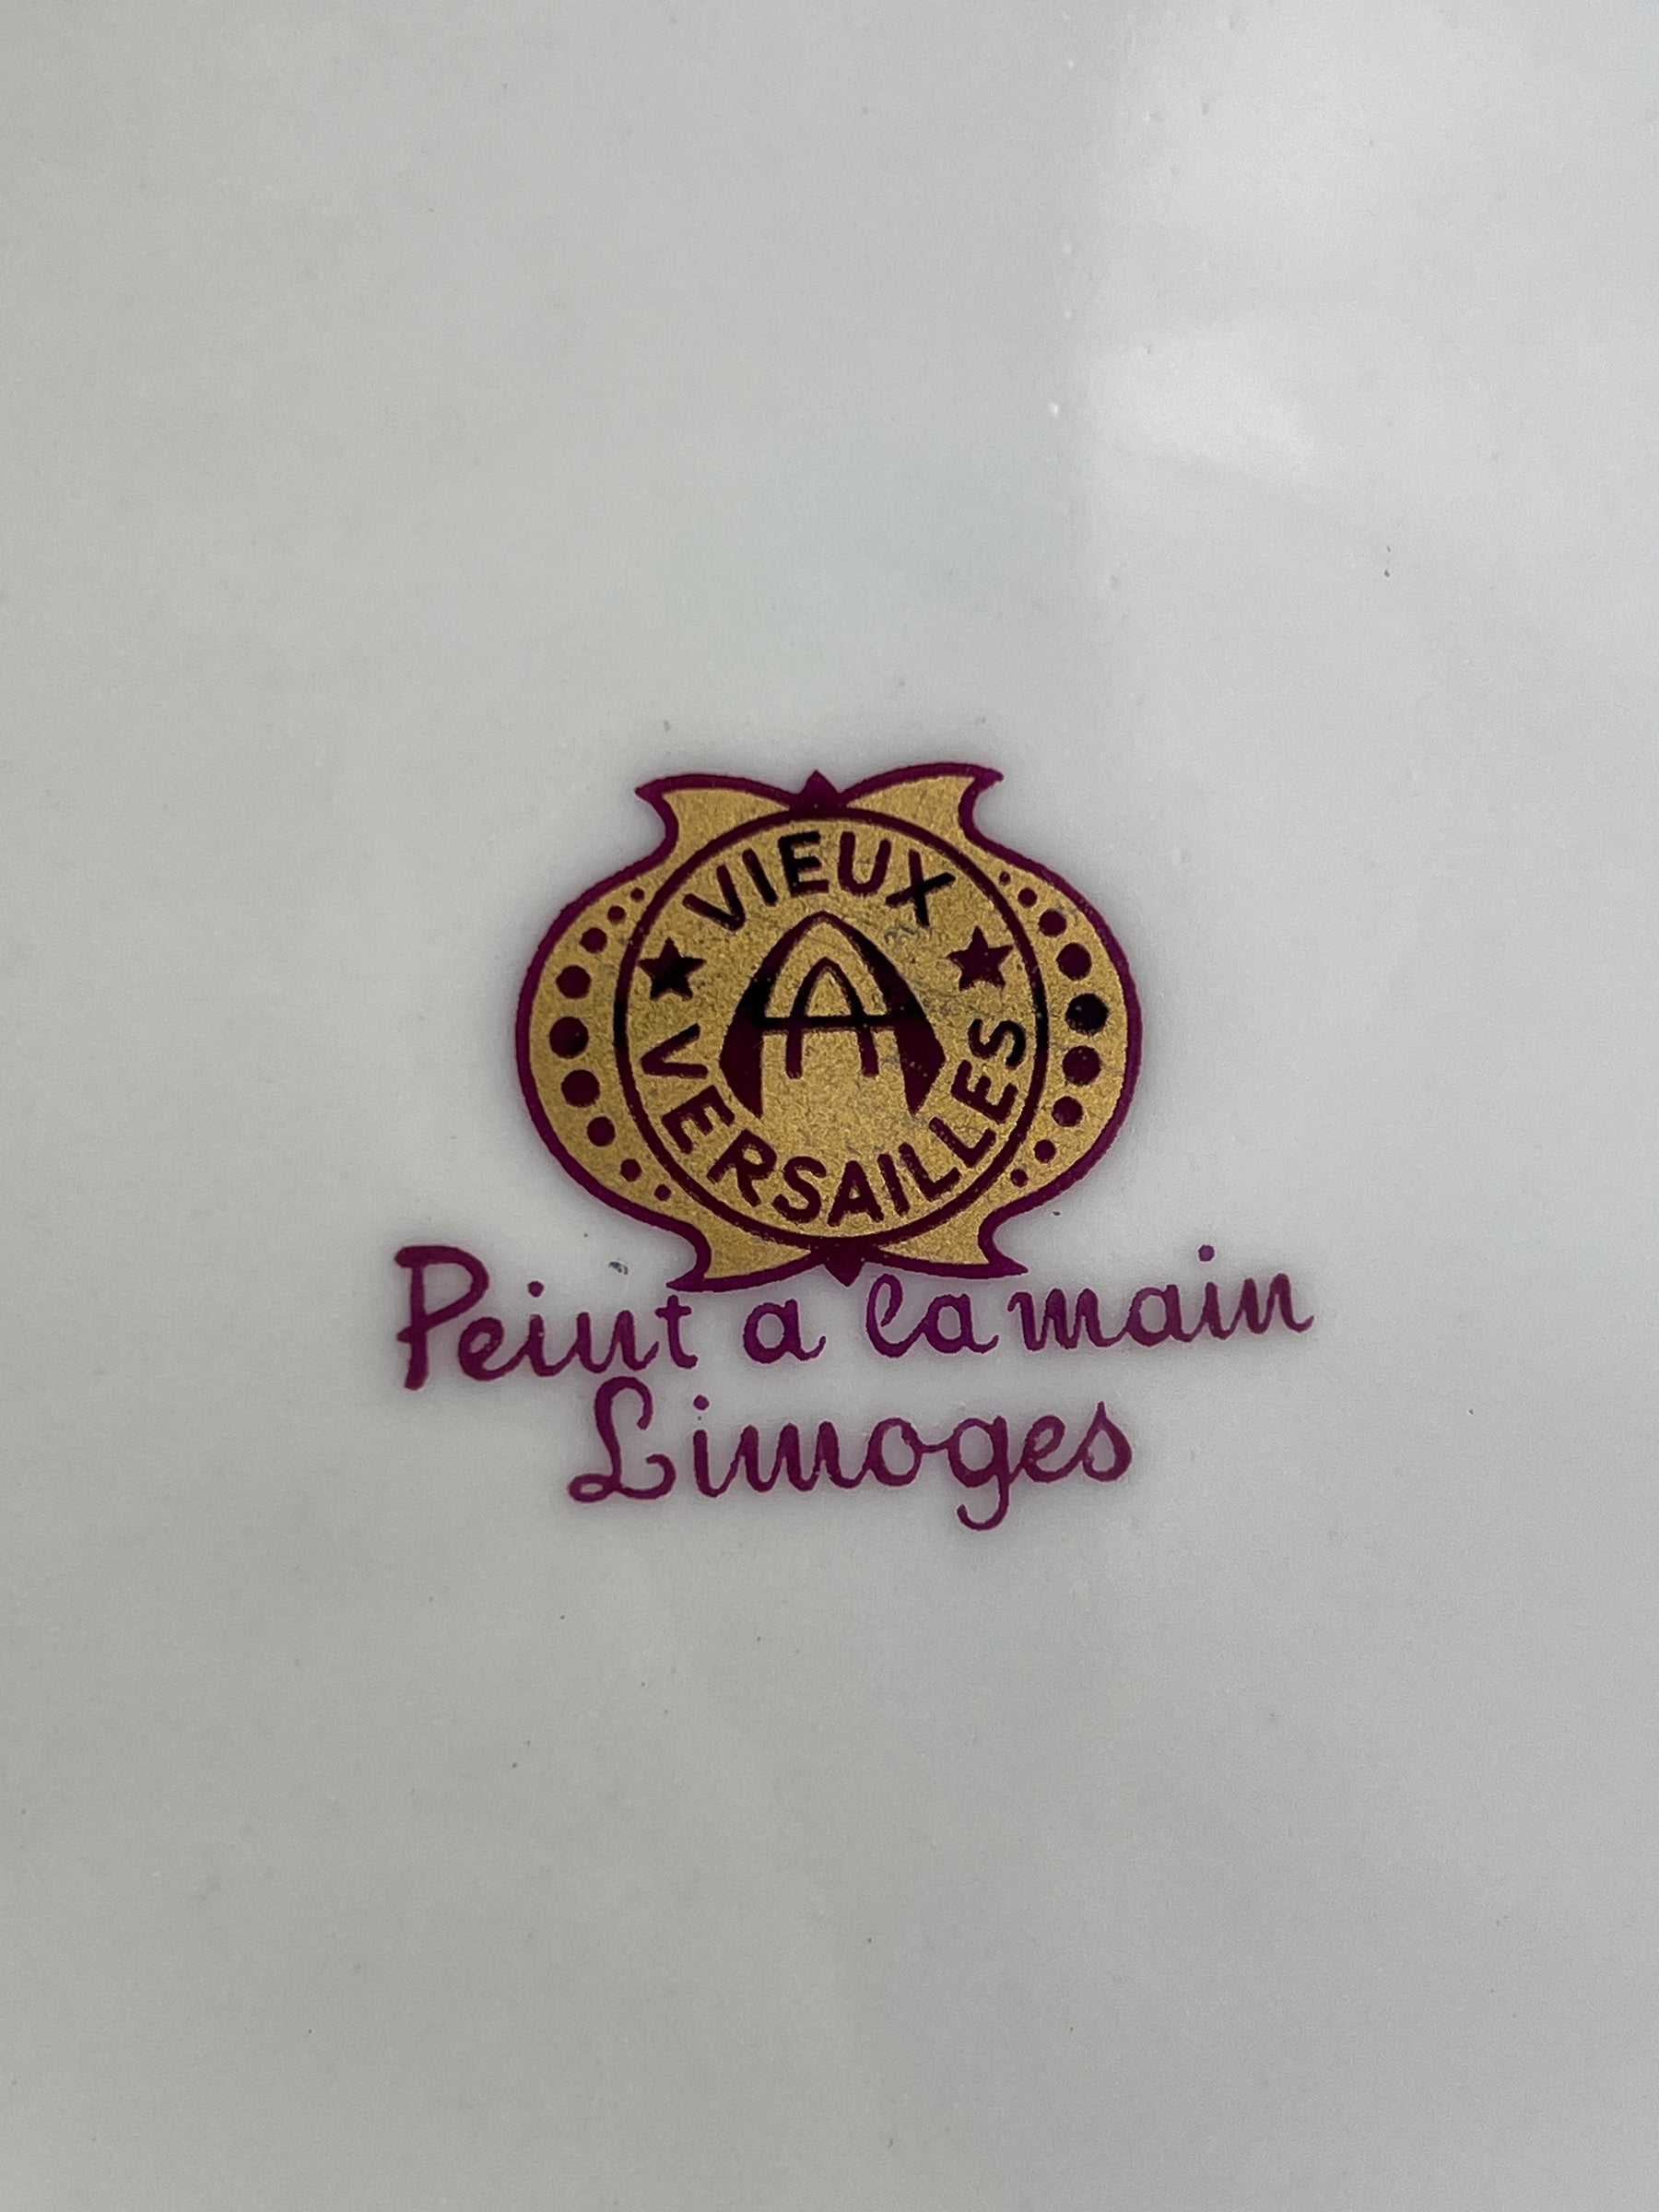 VIEUX
A
VERSAILLES
Peint a la main
Limoges